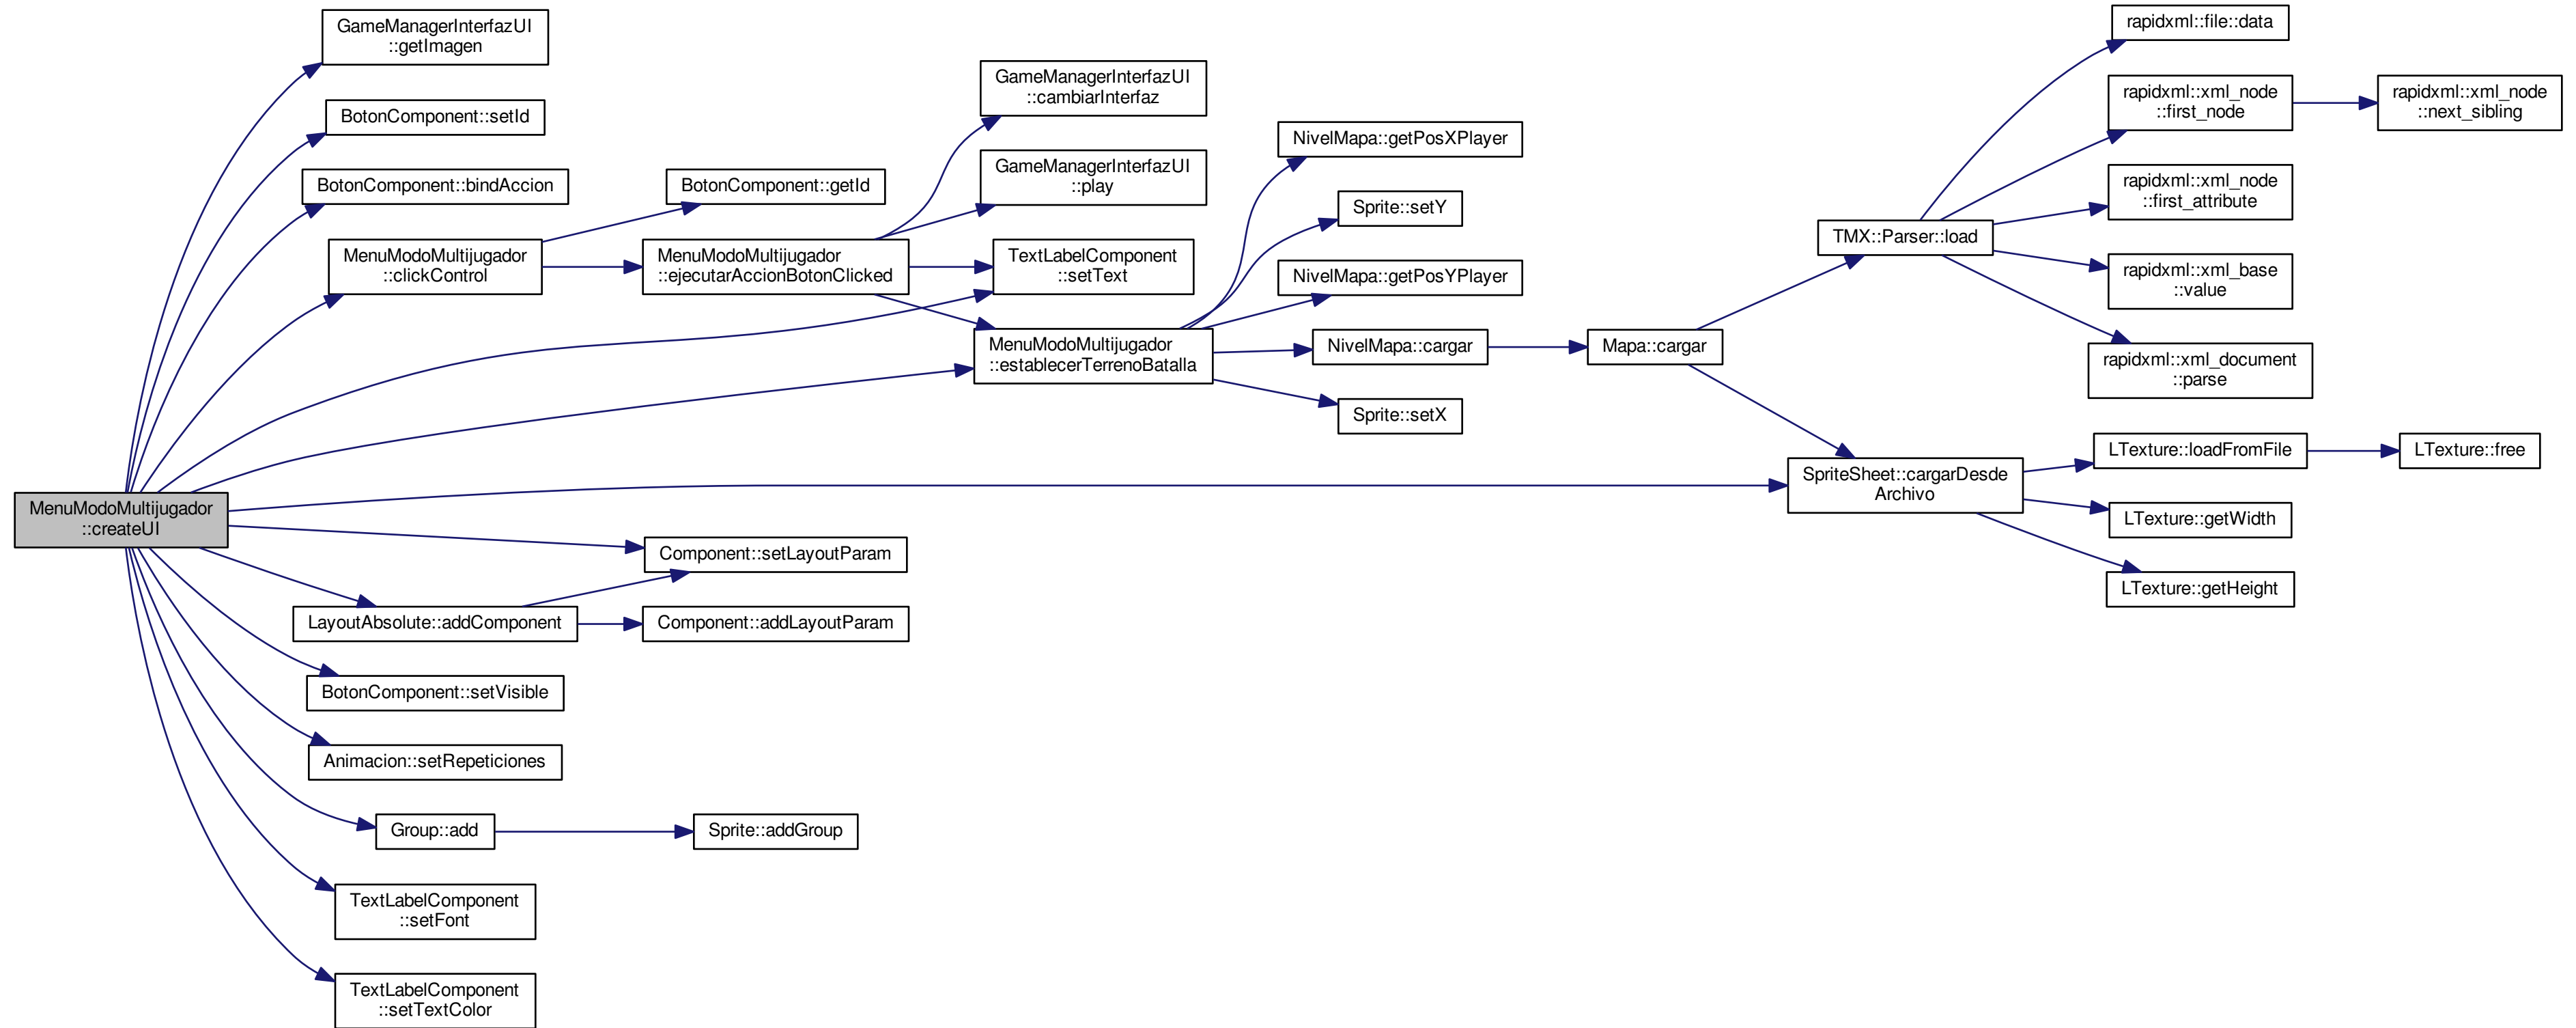 GameManagerInterfazUI
::getImagen
BotonComponent::setId
BotonComponent::bindAccion
MenuModoMultijugador
::clickControl
MenuModoMultijugador
::createUI
LayoutAbsolute::addComponent
BotonComponent::setVisible
Animacion::setRepeticiones
Group::add
TextLabelComponent
::setFont
TextLabelComponent
::setTextColor
BotonComponent::getId
MenuModoMultijugador
::ejecutarAccionBotonClicked
Component::setLayoutParam
Component::addLayoutParam
Sprite::addGroup
GameManagerInterfazUI
::cambiarInterfaz
GameManagerInterfazUI
::play
TextLabelComponent
::setText
MenuModoMultijugador
::establecerTerrenoBatalla
NivelMapa::getPosXPlayer
Sprite::setY
NivelMapa::getPosYPlayer
NivelMapa::cargar
Sprite::setX
Mapa::cargar
TMX::Parser::load
SpriteSheet::cargarDesde
Archivo
rapidxml::file::data
rapidxml::xml_node
::first_node
rapidxml::xml_node
::first_attribute
rapidxml::xml_base
::value
rapidxml::xml_document
::parse
LTexture::loadFromFile
LTexture::getWidth
LTexture::getHeight
rapidxml::xml_node
::next_sibling
LTexture::free